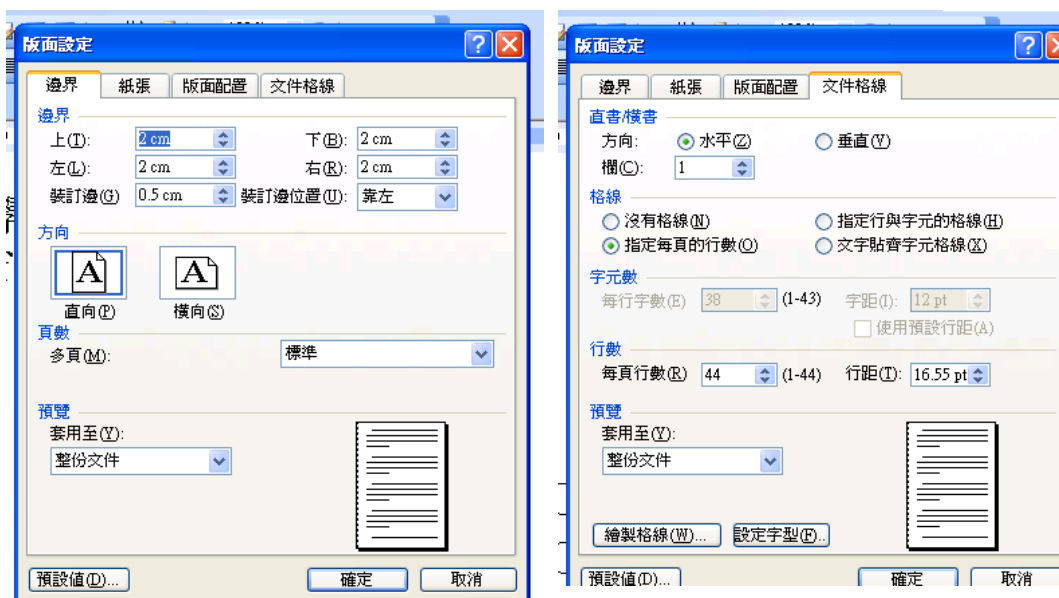 版面設定
邊界 紙張 版面配置 文件格線
邊界
上(T): 2 cm 下(B): 2 cm
左(L): 2 cm 右(R): 2 cm
裝訂邊(G) 0.5 cm 裝訂邊位置(U): 靠左
方向
A A
直向(P) 橫向(S)
頁數
多頁(M): 標準
預覽
套用至(Y):
整份文件
預設值(D)... 確定 取消
版面設定
邊界 紙張 版面配置 文件格線
直書/橫書
方向: 水平(Z) 垂直(V)
欄(C): 1
格線
沒有格線(N) 指定行與字元的格線(H)
指定每頁的行數(O) 文字貼齊字元格線(X)
字元數
每行字數(E) 38 (1-43) 字距(I): 12 pt
使用預設行距(A)
行數
每頁行數(R) 44 (1-44) 行距(T): 16.55 pt
預覽
套用至(Y):
整份文件
繪製格線(W)... 設定字型(F)..
預設值(D)... 確定 取消